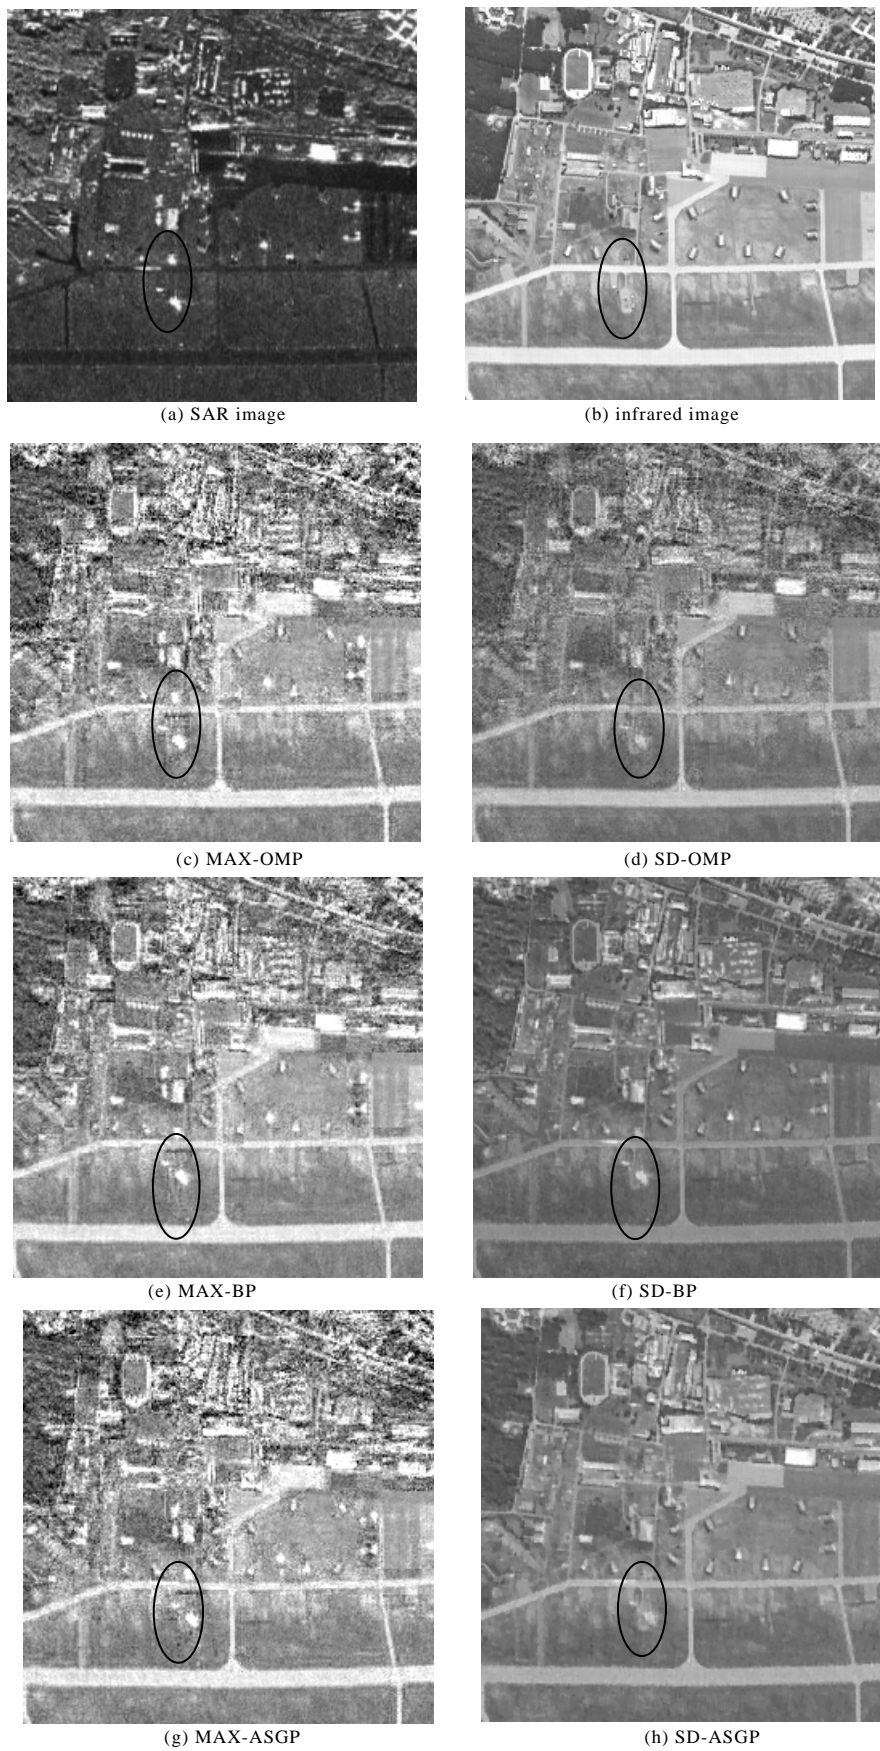 (a) SAR image
(b) infrared image
(c) MAX-OMP
(d) SD-OMP
(e) MAX-BP
(f) SD-BP
(g) MAX-ASGP
(h) SD-ASGP